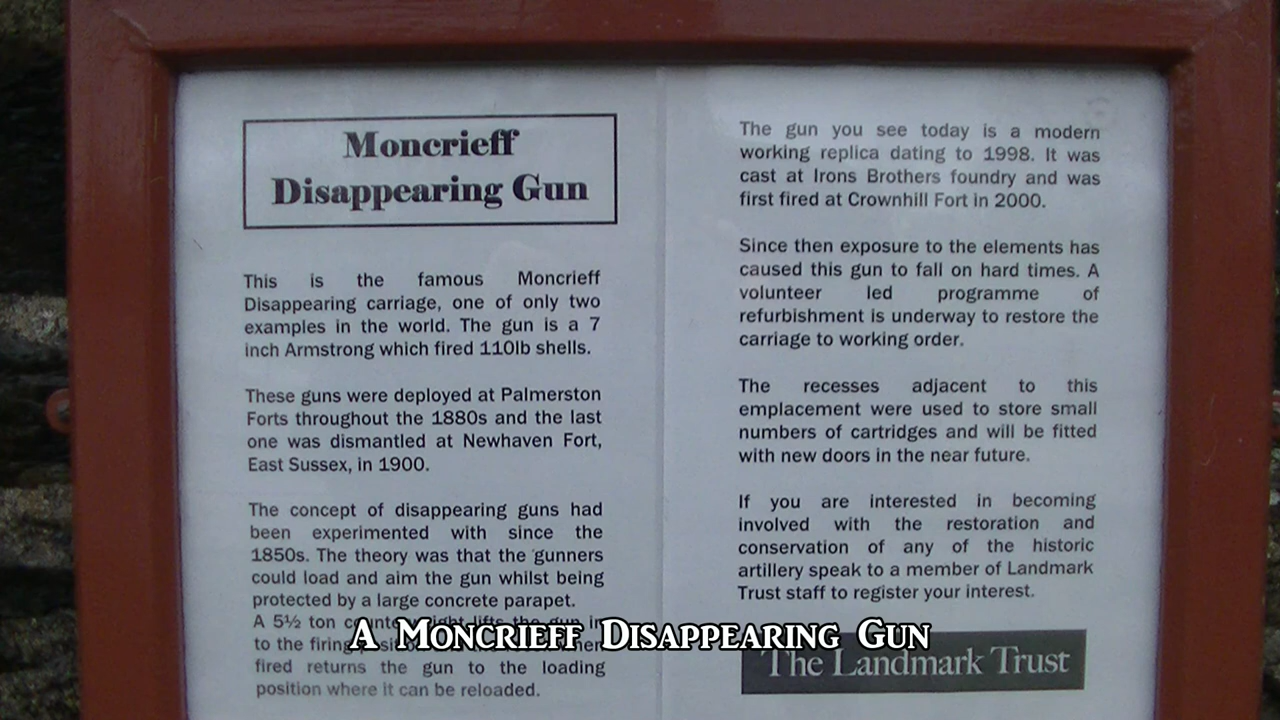 Moncrieff
Disappearing Gun
This is the famous Moncrieff
Disappearing carriage, one of only two
examples in the world. The gun is a 7
inch Armstrong which fired 110lb shells.
These guns were deployed at Palmerston
Forts throughout the 1880s and the last
one was dismantled at Newhaven Fort,
East Sussex, in 1900.
The concept of disappearing guns had
been experimented with since the
1850s. The theory was that the gunners
could load and aim the gun whilst being
protected by a large concrete parapet.
A 5½ ton lifts the gun in
to the firing
fired returns the gun to the loading
position where it can be reloaded.
The gun you see today is a modern
working replica dating to 1998. It was
cast at Irons Brothers foundry and was
first fired at Crownhill Fort in 2000.
Since then exposure to the elements has
caused this gun to fall on hard times. A
volunteer led programme of
refurbishment is underway to restore the
carriage to working order.
The recesses adjacent to this
emplacement were used to store small
numbers of cartridges and will be fitted
with new doors in the near future.
If you are interested in becoming
involved with the restoration and
conservation of any of the historic
artillery speak to a member of Landmark
Trust staff to register your interest.
The Landmark Trust
A Moncrieff Disappearing Gun